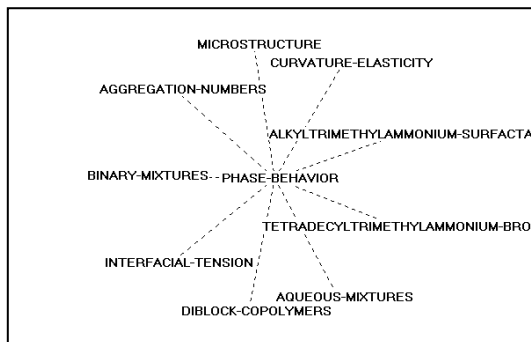 MICROSTRUCTURE
CURVATURE-ELASTICITY
AGGREGATION-NUMBERS
ALKYLTRIMETHYLAMMONIUM-SURFACTA
BINARY-MIXTURES
PHASE-BEHAVIOR
TETRADECYLTRIMETHYLAMMONIUM-BRO
INTERFACIAL-TENSION
AQUEOUS-MIXTURES
DIBLOCK-COPOLYMERS